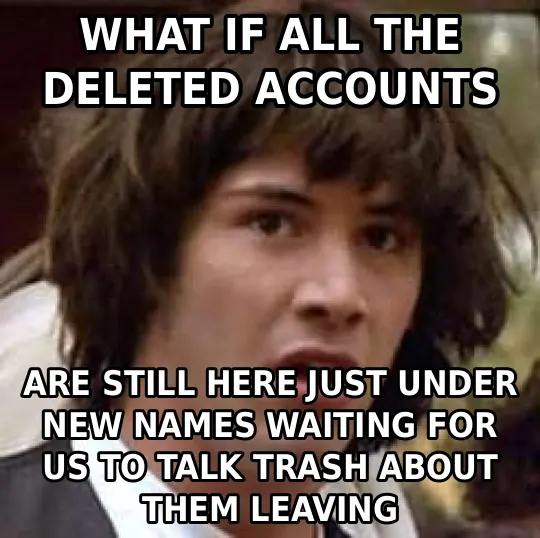 WHAT IF ALL THE
DELETED ACCOUNTS
ARE STILL HERE JUST UNDER
NEW NAMES WAITING FOR
US TO TALK TRASH ABOUT
THEM LEAVING